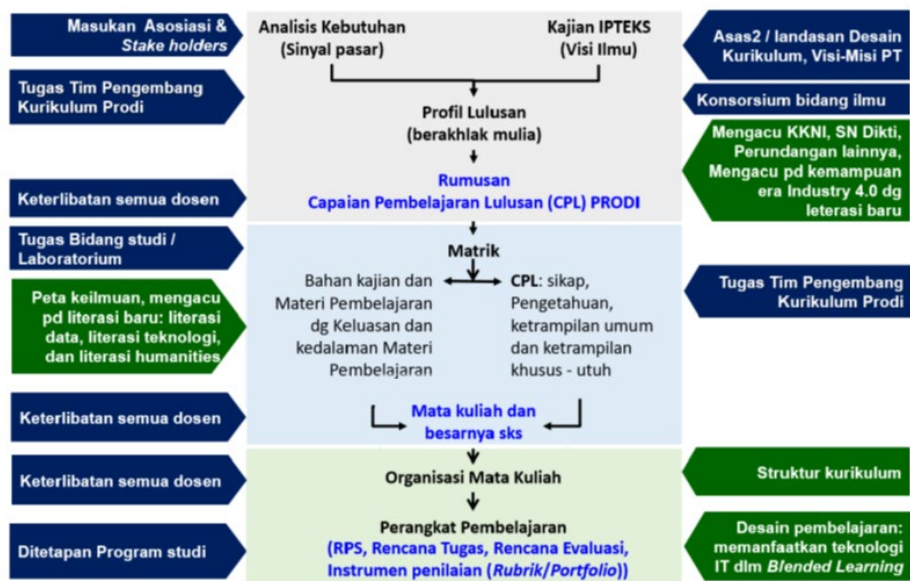 Masukan Asosiasi &
Stake holders
Analisis Kebutuhan
(Sinyal pasar)
Kajian IPTEKS
(Visi Ilmu)
Asas2 / landasan Desain
Kurikulum, Visi-Misi PT
Tugas Tim Pengembang
Kurikulum Prodi
Konsorsium bidang ilmu
Profil Lulusan
(berakhlak mulia)
Mengacu KKNI, SN Dikti,
Perundangan lainnya,
Mengacu pd kemampuan
era Industry 4.0 dg
leterasi baru
Keterlibatan semua dosen
Rumusan
Capaian Pembelajaran Lulusan (CPL) PRODI
Tugas Bidang studi /
Laboratorium
Matrik
Bahan kajian dan
Materi Pembelajaran
dg Keluasan dan
kedalaman Materi
Pembelajaran
CPL: sikap,
Pengetahuan,
ketrampilan umum
dan ketrampilan
khusus - utuh
Tugas Tim Pengembang
Kurikulum Prodi
Peta keilmuan, mengacu
pd literasi baru: literasi
data, literasi teknologi,
dan literasi humanities
Keterlibatan semua dosen
Mata kuliah dan
besarnya sks
Keterlibatan semua dosen
Organisasi Mata Kuliah
Struktur kurikulum
Ditetapan Program studi
Perangkat Pembelajaran
(RPS, Rencana Tugas, Rencana Evaluasi,
Instrumen penilaian (Rubrik/Portfolio))
Desain pembelajaran:
memanfaatkan teknologi
IT dlm Blended Learning